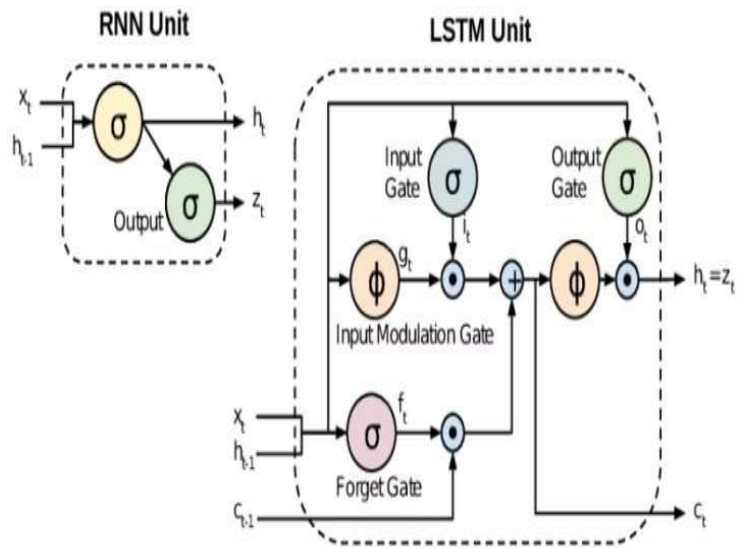 RNN Unit
LSTM Unit
xₜ
hₜ₋₁
σ
hₜ
Output
σ
zₜ
Input
Gate
σ
iₜ
Output
Gate
σ
oₜ
ϕ
gₜ
+
ϕ
hₜ=zₜ
Input Modulation Gate
xₜ
hₜ₋₁
σ
fₜ
Forget Gate
cₜ₋₁
cₜ